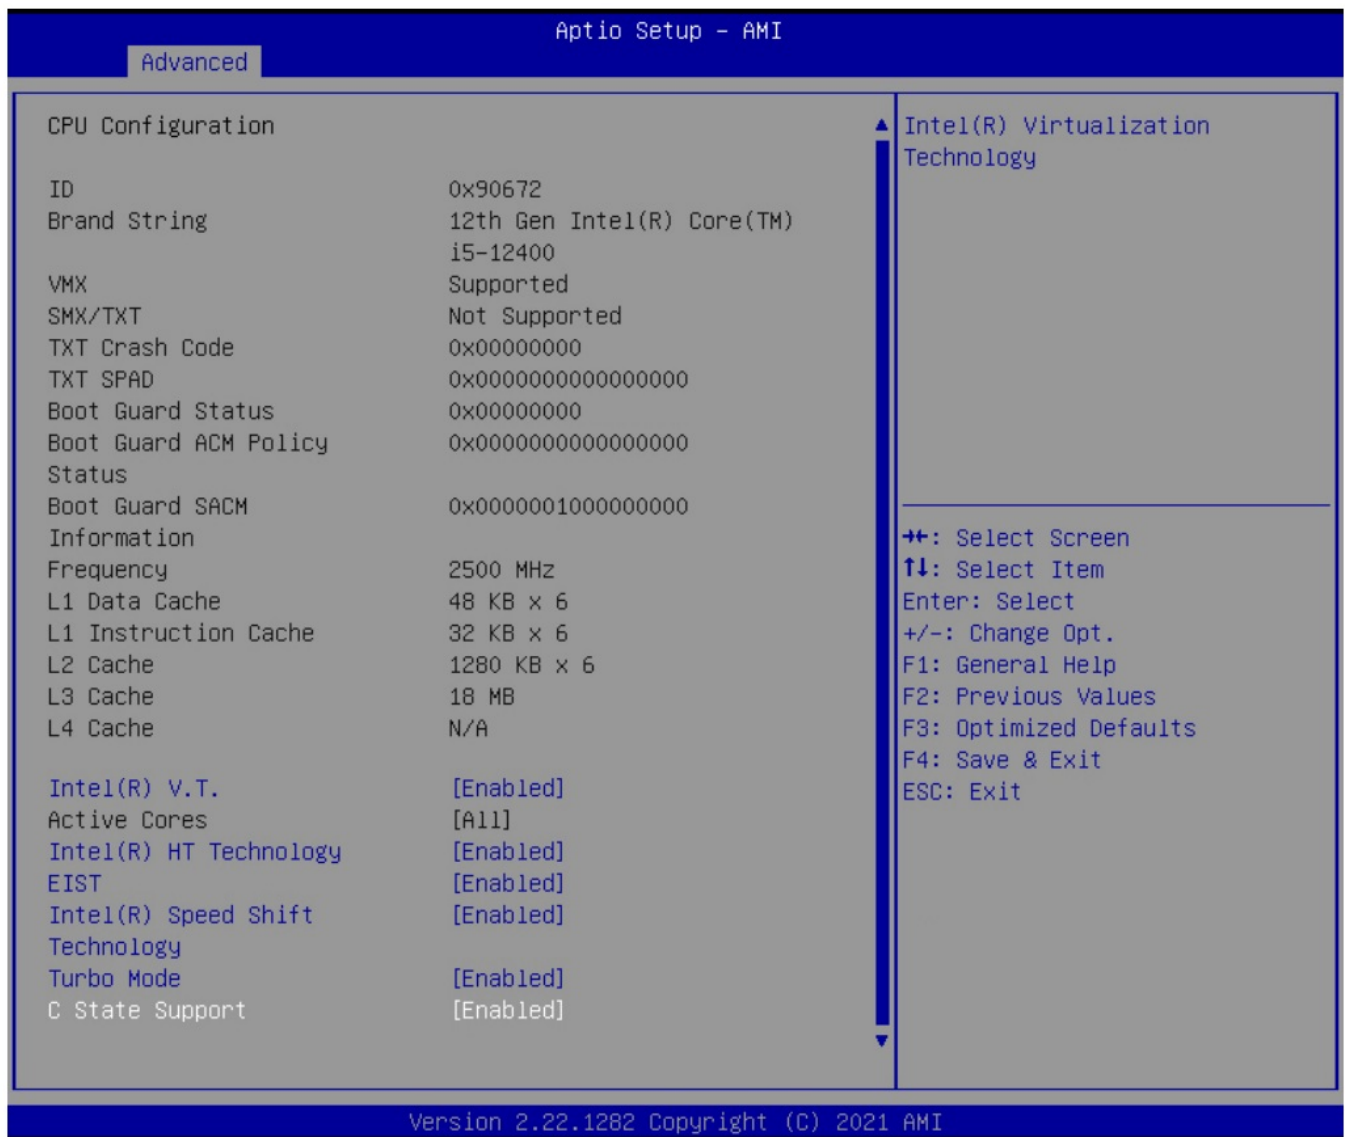 Aptio Setup – AMI
Advanced
CPU Configuration
ID 0x90672
Brand String 12th Gen Intel(R) Core(TM)
i5-12400
VMX Supported
SMX/TXT Not Supported
TXT Crash Code 0x00000000
TXT SPAD 0x0000000000000000
Boot Guard Status 0x00000000
Boot Guard ACM Policy 0x0000000000000000
Status
Boot Guard SACM 0x0000001000000000
Information
Frequency 2500 MHz
L1 Data Cache 48 KB x 6
L1 Instruction Cache 32 KB x 6
L2 Cache 1280 KB x 6
L3 Cache 18 MB
L4 Cache N/A
Intel(R) V.T. [Enabled]
Active Cores [All]
Intel(R) HT Technology [Enabled]
EIST [Enabled]
Intel(R) Speed Shift [Enabled]
Technology
Turbo Mode [Enabled]
C State Support [Enabled]
Intel(R) Virtualization
Technology
→←: Select Screen
↑↓: Select Item
Enter: Select
+/-: Change Opt.
F1: General Help
F2: Previous Values
F3: Optimized Defaults
F4: Save & Exit
ESC: Exit
Version 2.22.1282 Copyright (C) 2021 AMI